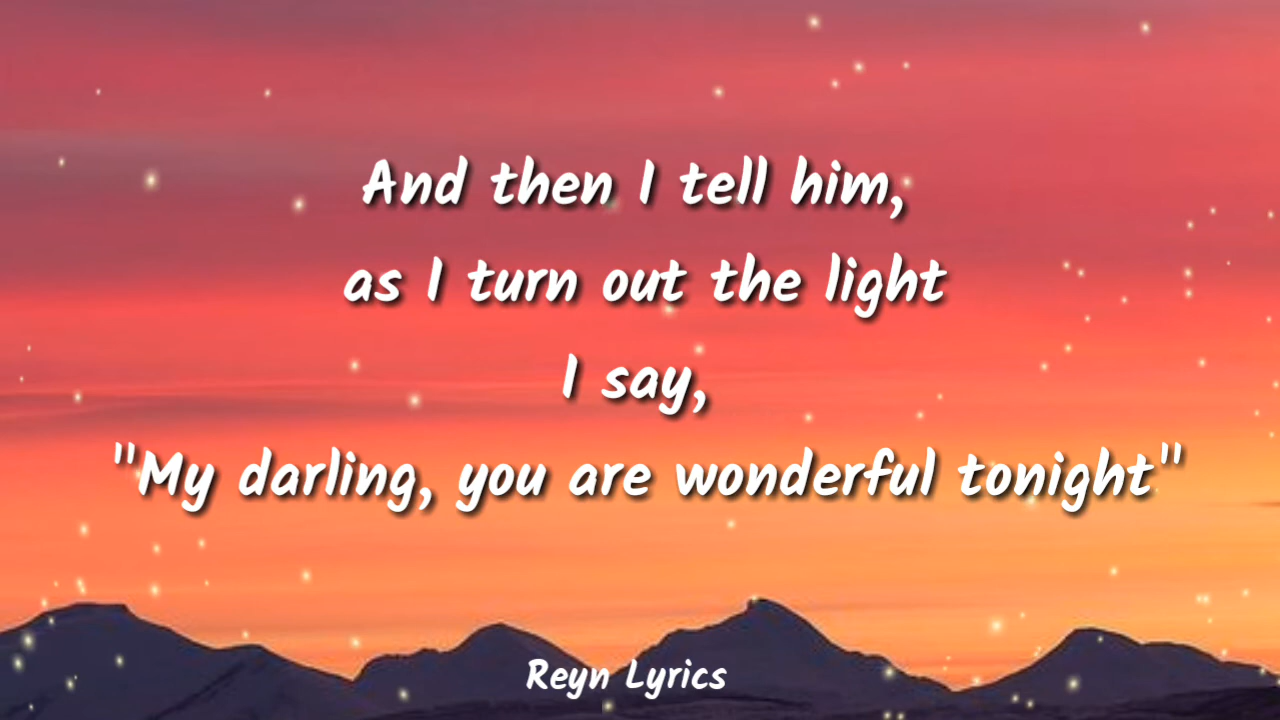 And then I tell him,
as I turn out the light
I say,
"My darling, you are wonderful tonight"
Reyn Lyrics